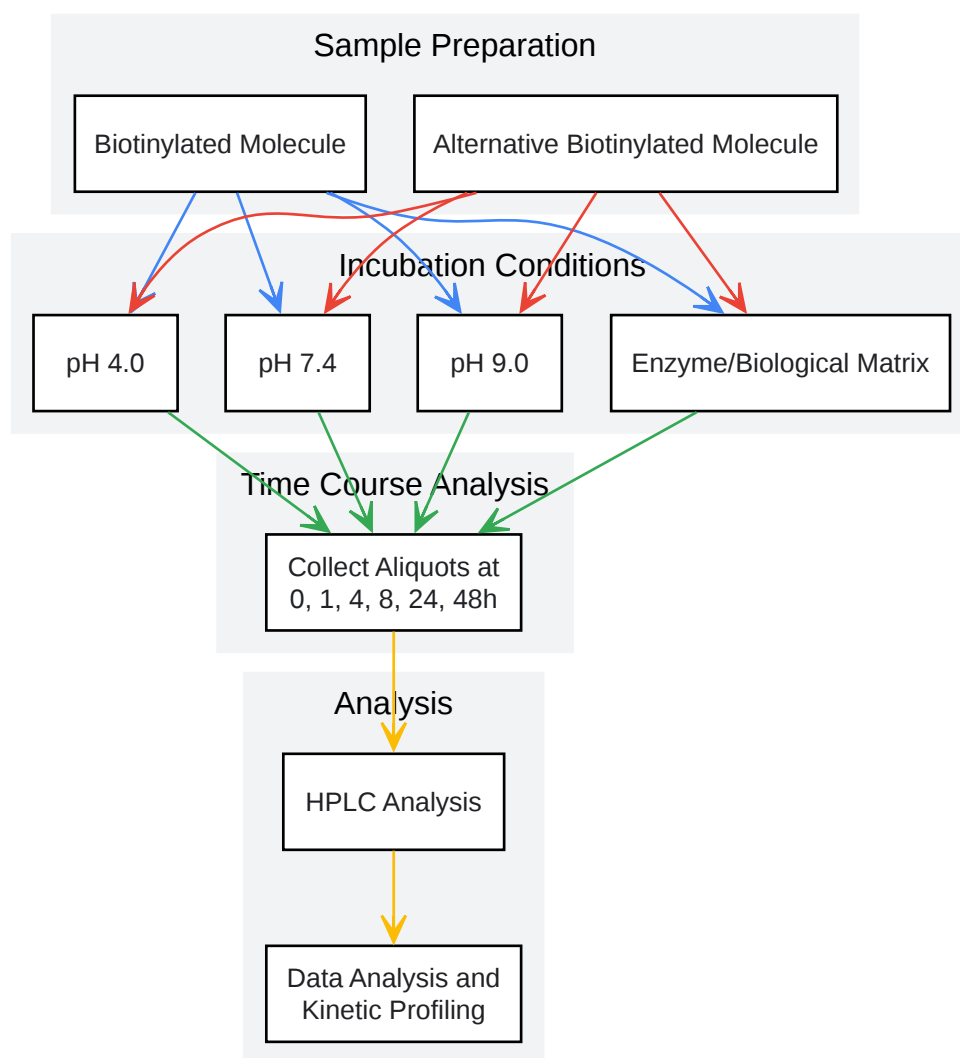 Sample Preparation
Biotinylated Molecule
Alternative Biotinylated Molecule
Incubation Conditions
pH 4.0
pH 7.4
pH 9.0
Enzyme/Biological Matrix
Time Course Analysis
Collect Aliquots at
0, 1, 4, 8, 24, 48h
Analysis
HPLC Analysis
Data Analysis and
Kinetic Profiling